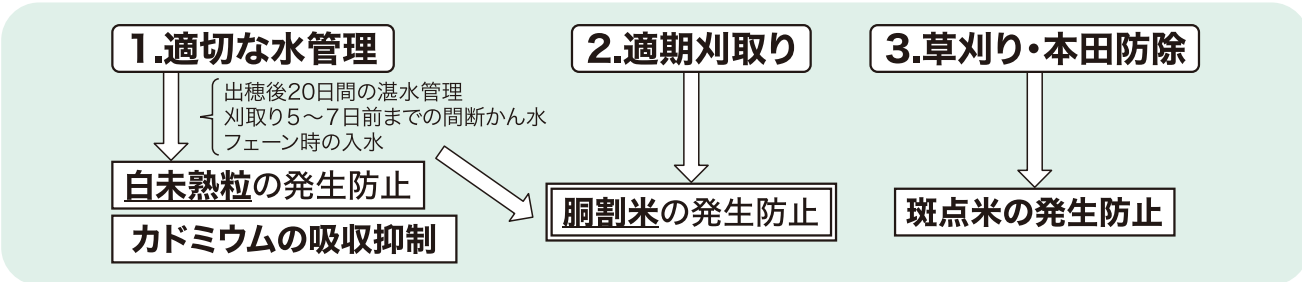 1.適切な水管理
出穂後20日間の湛水管理
刈取り5～7日前までの間断かん水
フェーン時の入水
白未熟粒の発生防止
カドミウムの吸収抑制
2.適期刈取り
胴割米の発生防止
3.草刈り・本田防除
斑点米の発生防止